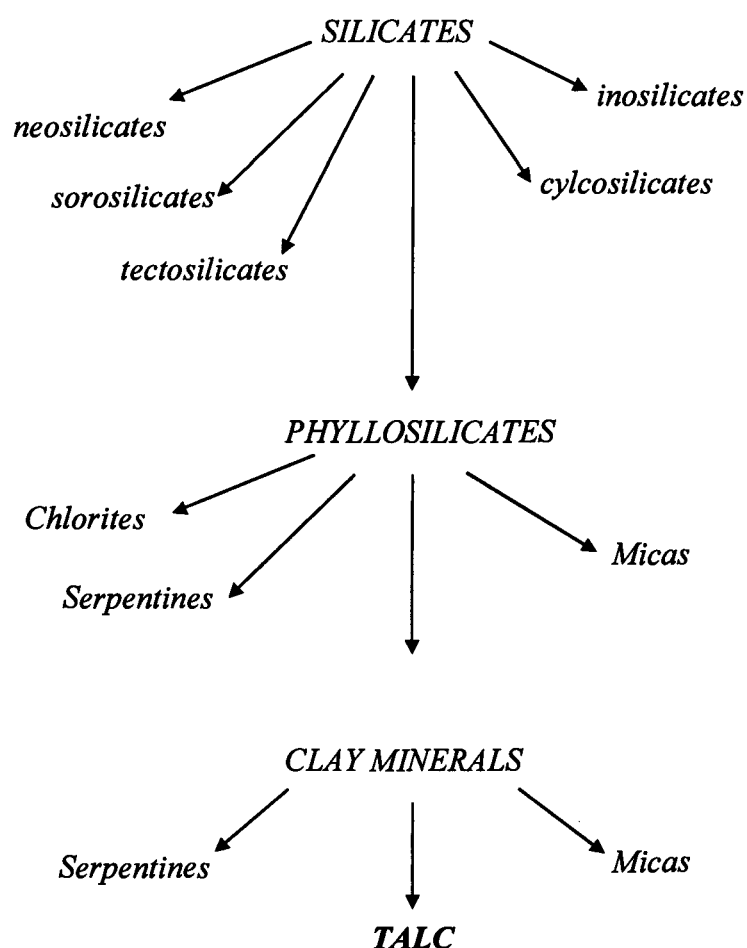 SILICATES
inosilicates
neosilicates
cylcosilicates
sorosilicates
tectosilicates
PHYLLOSILICATES
Chlorites
Micas
Serpentines
CLAY MINERALS
Serpentines
Micas
TALC